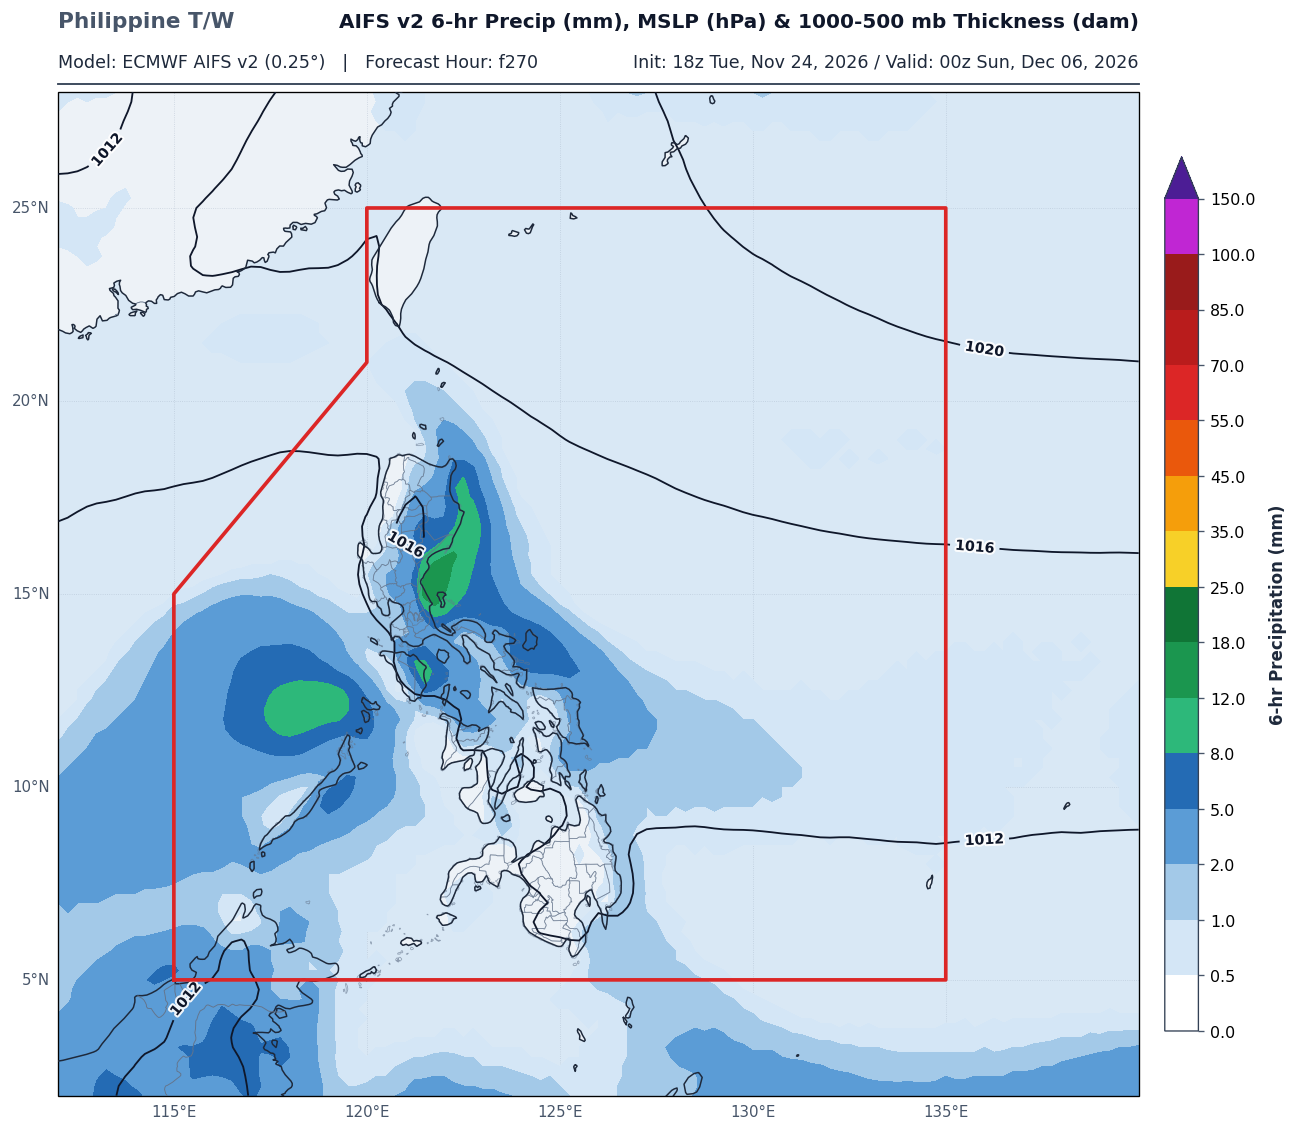 Philippine T/W
AIFS v2 6-hr Precip (mm), MSLP (hPa) & 1000-500 mb Thickness (dam)
Model: ECMWF AIFS v2 (0.25°) | Forecast Hour: f270
Init: 18z Tue, Nov 24, 2026 / Valid: 00z Sun, Dec 06, 2026
1012
25°N
1020
20°N
1016
1016
15°N
10°N
1012
5°N
1012
115°E
120°E
125°E
130°E
135°E
150.0
100.0
85.0
70.0
55.0
45.0
35.0
25.0
18.0
12.0
8.0
5.0
2.0
1.0
0.5
0.0
6-hr Precipitation (mm)